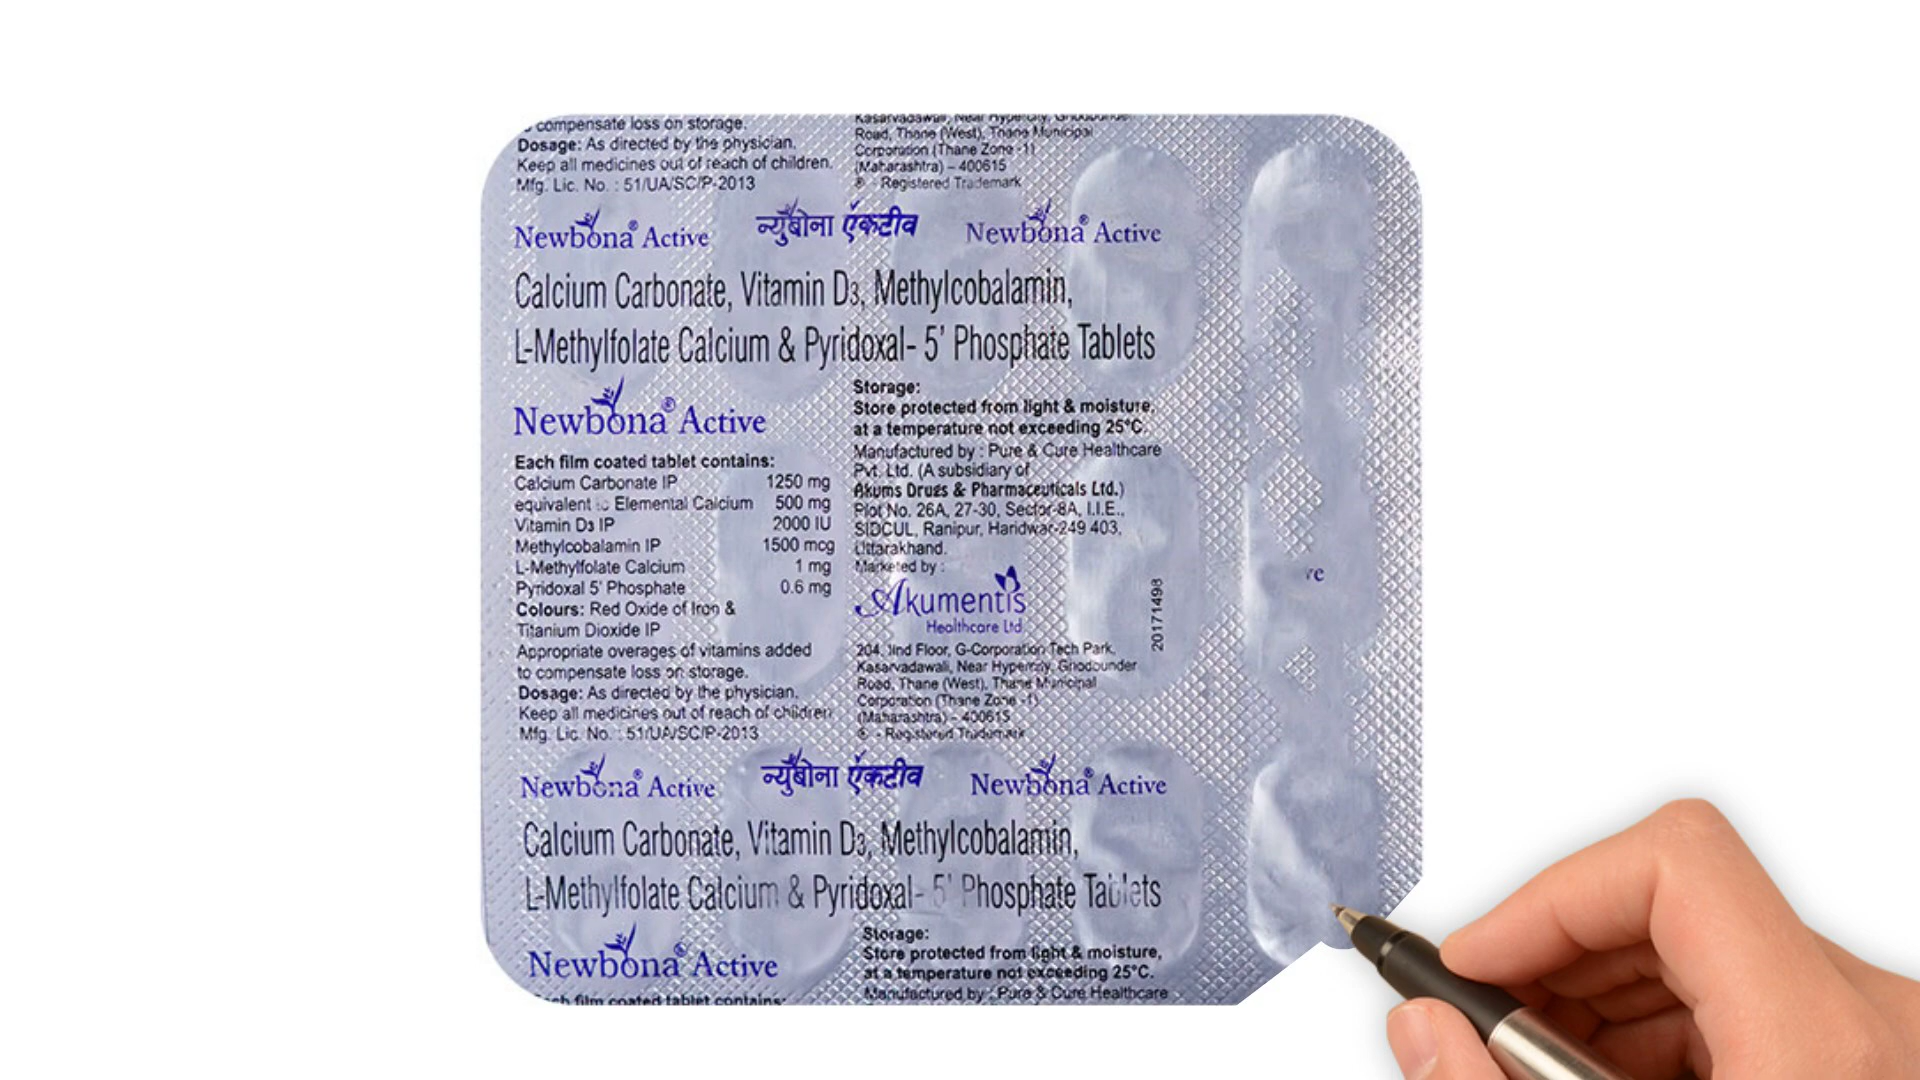 compensate loss on storage.
Dosage: As directed by the physician.
Keep all medicines out of reach of children.
Mfg. Lic. No. : 51/UA/SC/P-2013
Kasarvadawali, Near Hypercity, Ghodbunder
Road, Thane (West), Thane Municipal
Corporation (Thane Zone -1)
(Maharashtra) – 400615
® - Registered Trademark
Newbona® Active न्यूबोना ऍक्टीव Newbona® Active
Calcium Carbonate, Vitamin D3, Methylcobalamin,
L-Methylfolate Calcium & Pyridoxal- 5' Phosphate Tablets
Newbona® Active
Each film coated tablet contains:
Calcium Carbonate IP 1250 mg
equivalent to Elemental Calcium 500 mg
Vitamin D3 IP 2000 IU
Methylcobalamin IP 1500 mcg
L-Methylfolate Calcium 1 mg
Pyridoxal 5' Phosphate 0.6 mg
Colours: Red Oxide of Iron &
Titanium Dioxide IP
Appropriate overages of vitamins added
to compensate loss on storage.
Dosage: As directed by the physician.
Keep all medicines out of reach of children
Mfg. Lic. No. : 51/UA/SC/P-2013
Storage:
Store protected from light & moisture,
at a temperature not exceeding 25°C.
Manufactured by : Pure & Cure Healthcare
Pvt. Ltd. (A subsidiary of
Akums Drugs & Pharmaceuticals Ltd.)
Plot No. 26A, 27-30, Sector-8A, I.I.E.,
SIDCUL, Ranipur, Haridwar-249 403,
Uttarakhand.
Marketed by :
Akumentis
Healthcare Ltd
204, IInd Floor, G-Corporation Tech Park,
Kasarvadawali, Near Hypercity, Ghodbunder
Road, Thane (West), Thane Municipal
Corporation (Thane Zone -1)
(Maharashtra) – 400615
® - Registered Trademark
20171498
ve
Newbona® Active न्यूबोना ऍक्टीव Newbona® Active
Calcium Carbonate, Vitamin D3, Methylcobalamin,
L-Methylfolate Calcium & Pyridoxal- 5' Phosphate Tablets
Newbona® Active
Each film coated tablet contains:
Storage:
Store protected from light & moisture,
at a temperature not exceeding 25°C.
Manufactured by : Pure & Cure Healthcare